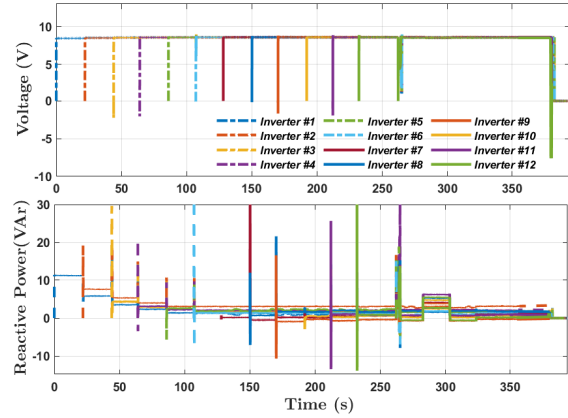 Voltage (V)
10
5
0
-5
-10
0 50 100 150 200 250 300 350
Inverter #1 Inverter #5 Inverter #9
Inverter #2 Inverter #6 Inverter #10
Inverter #3 Inverter #7 Inverter #11
Inverter #4 Inverter #8 Inverter #12
Reactive Power(VAr)
30
20
10
0
-10
0 50 100 150 200 250 300 350
Time (s)